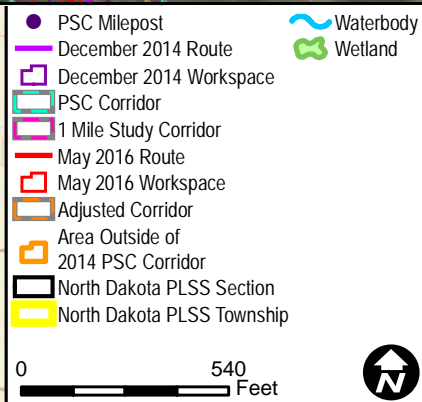 PSC Milepost
December 2014 Route
December 2014 Workspace
PSC Corridor
1 Mile Study Corridor
May 2016 Route
May 2016 Workspace
Adjusted Corridor
Area Outside of
2014 PSC Corridor
North Dakota PLSS Section
North Dakota PLSS Township
Waterbody
Wetland
0 540
Feet
N